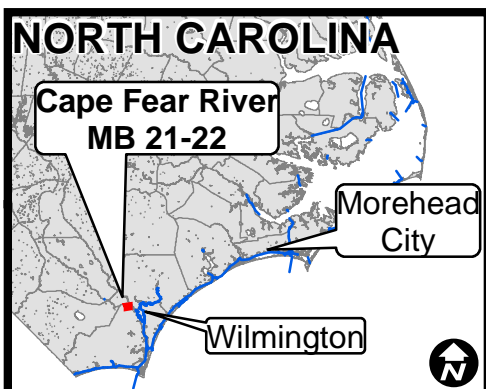 NORTH CAROLINA
Cape Fear River
MB 21-22
Morehead
City
Wilmington
N